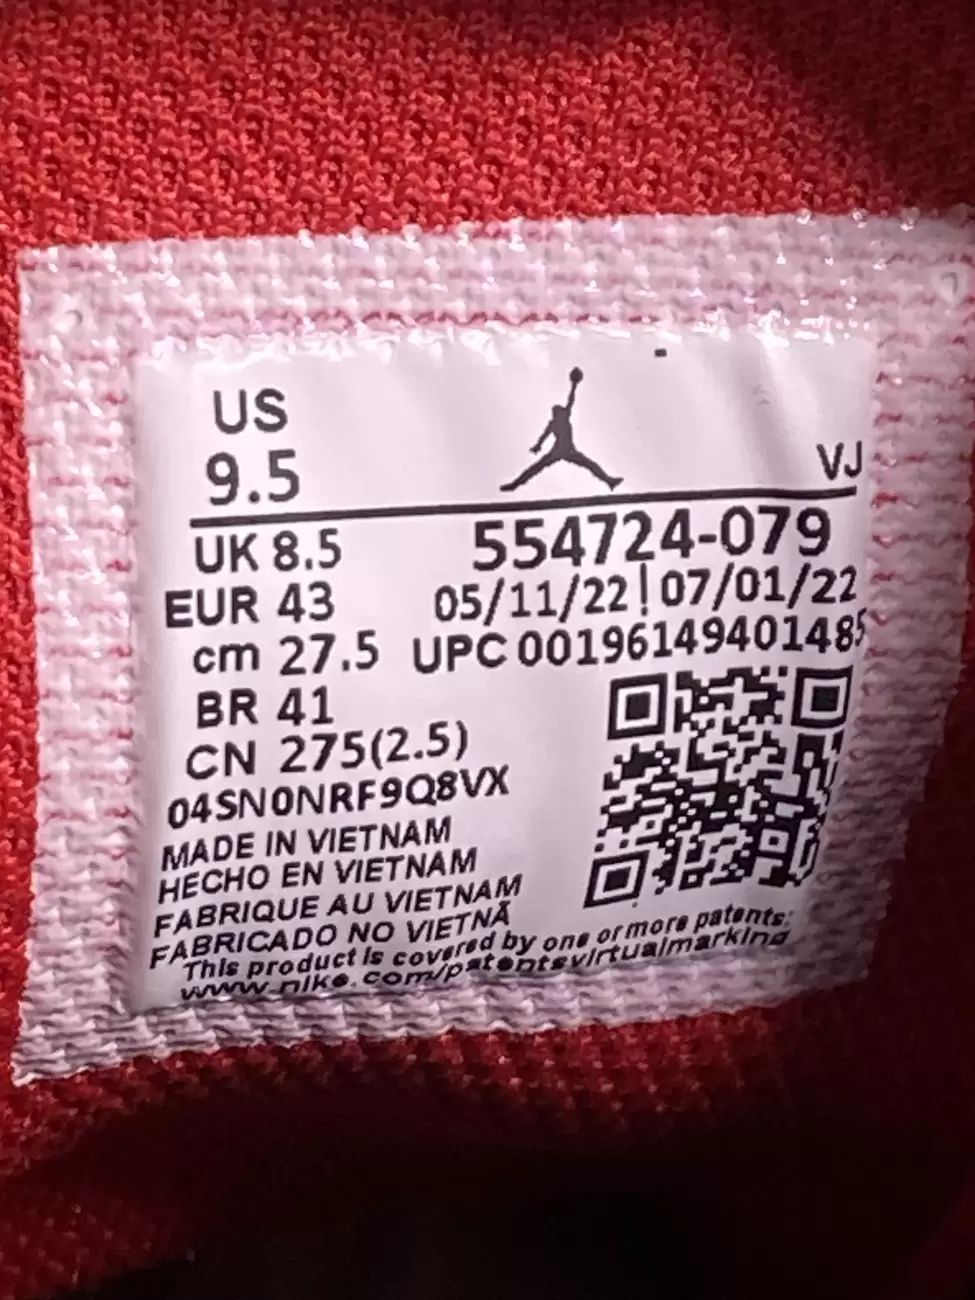 US
9.5
VJ
UK 8.5
554724-079
EUR 43
05/11/22|07/01/22
cm 27.5
UPC 00196149401485
BR 41
CN 275(2.5)
04SN0NRF9Q8VX
MADE IN VIETNAM
HECHO EN VIETNAM
FABRIQUE AU VIETNAM
FABRICADO NO VIETNÃ
This product is covered by one or more patents:
www.nike.com/patentsvirtualmarking